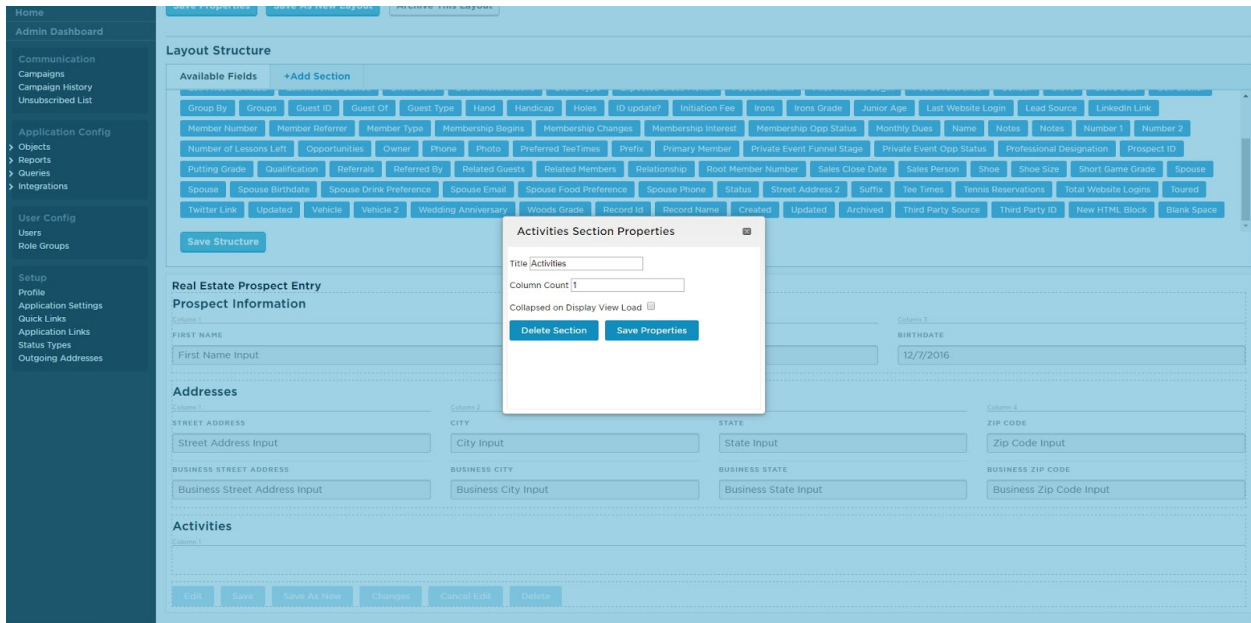 Home
Admin Dashboard
Communication
Campaigns
Campaign History
Unsubscribed List
Application Config
Objects
Reports
Queries
Integrations
User Config
Users
Role Groups
Setup
Profile
Application Settings
Quick Links
Application Links
Status Types
Outgoing Addresses
Save Properties Save As New Layout Archive This Layout
Layout Structure
Available Fields +Add Section
Group By Groups Guest ID Guest Of Guest Type Hand Handicap Holes ID update? Initiation Fee Irons Irons Grade Junior Age Last Website Login Lead Source LinkedIn Link
Member Number Member Referrer Member Type Membership Begins Membership Changes Membership Interest Membership Opp Status Monthly Dues Name Notes Notes Number 1 Number 2
Number of Lessons Left Opportunities Owner Phone Photo Preferred TeeTimes Prefix Primary Member Private Event Funnel Stage Private Event Opp Status Professional Designation Prospect ID
Putting Grade Qualification Referrals Referred By Related Guests Related Members Relationship Root Member Number Sales Close Date Sales Person Shoe Shoe Size Short Game Grade Spouse
Spouse Spouse Birthdate Spouse Drink Preference Spouse Email Spouse Food Preference Spouse Phone Status Street Address 2 Suffix Tee Times Tennis Reservations Total Website Logins Toured
Twitter Link Updated Vehicle Vehicle 2 Wedding Anniversary Woods Grade Record Id Record Name Created Updated Archived Third Party Source Third Party ID New HTML Block Blank Space
Save Structure
Activities Section Properties
Title Activities
Column Count 1
Collapsed on Display View Load
Delete Section Save Properties
Real Estate Prospect Entry
Prospect Information
Column 1 Column 3
FIRST NAME BIRTHDATE
First Name Input 12/7/2016
Addresses
Column 1 Column 2 Column 4
STREET ADDRESS CITY STATE ZIP CODE
Street Address Input City Input State Input Zip Code Input
BUSINESS STREET ADDRESS BUSINESS CITY BUSINESS STATE BUSINESS ZIP CODE
Business Street Address Input Business City Input Business State Input Business Zip Code Input
Activities
Column 1
Edit Save Save As New Changes Cancel Edit Delete